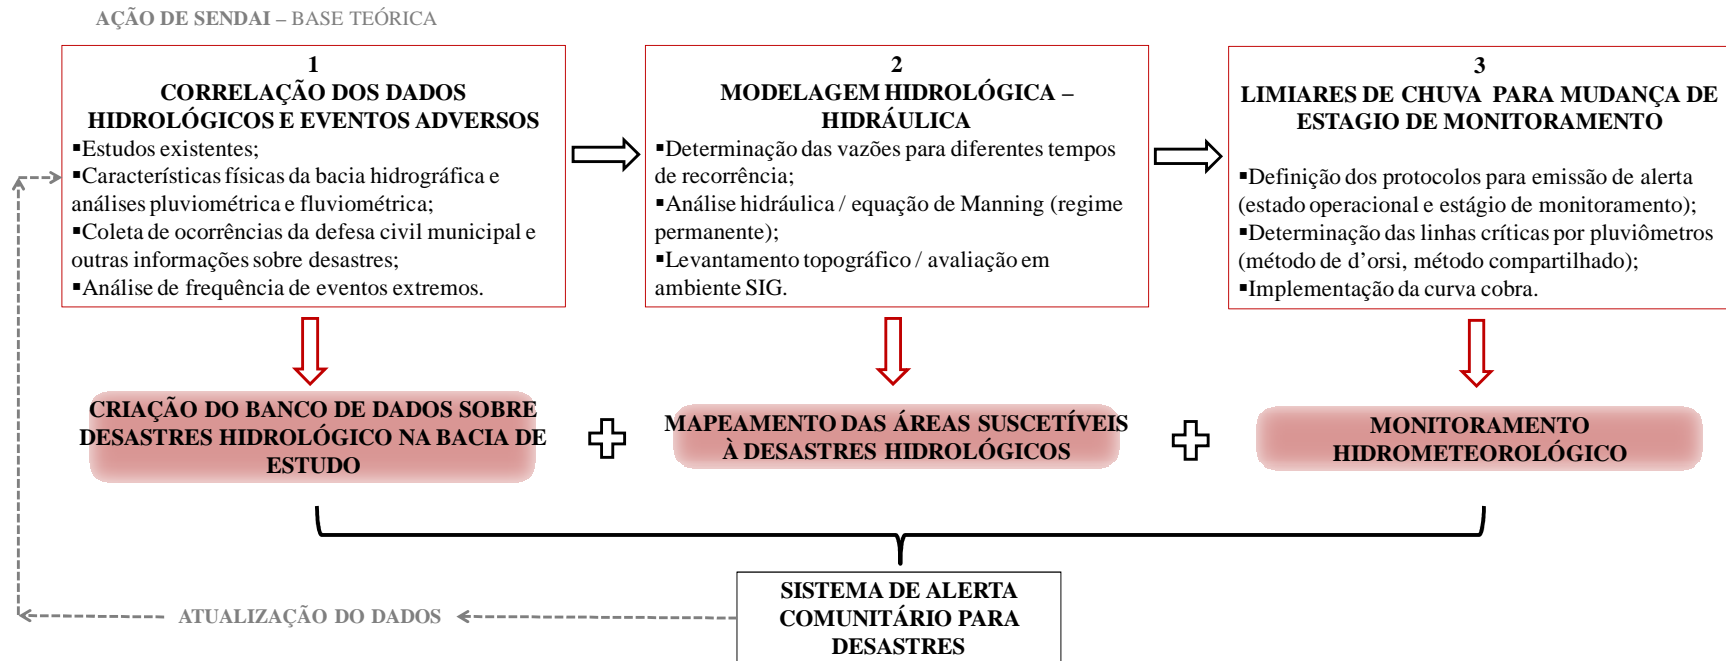 AÇÃO DE SENDAI – BASE TEÓRICA
1
CORRELAÇÃO DOS DADOS
HIDROLÓGICOS E EVENTOS ADVERSOS
▪Estudos existentes;
▪Características físicas da bacia hidrográfica e
análises pluviométrica e fluviométrica;
▪Coleta de ocorrências da defesa civil municipal e
outras informações sobre desastres;
▪Análise de frequência de eventos extremos.
2
MODELAGEM HIDROLÓGICA –
HIDRÁULICA
▪Determinação das vazões para diferentes tempos
de recorrência;
▪Análise hidráulica / equação de Manning (regime
permanente);
▪Levantamento topográfico / avaliação em
ambiente SIG.
3
LIMIARES DE CHUVA PARA MUDANÇA DE
ESTAGIO DE MONITORAMENTO
▪Definição dos protocolos para emissão de alerta
(estado operacional e estágio de monitoramento);
▪Determinação das linhas críticas por pluviômetros
(método de d’orsi, método compartilhado);
▪Implementação da curva cobra.
CRIAÇÃO DO BANCO DE DADOS SOBRE
DESASTRES HIDROLÓGICO NA BACIA DE
ESTUDO
MAPEAMENTO DAS ÁREAS SUSCETÍVEIS
À DESASTRES HIDROLÓGICOS
MONITORAMENTO
HIDROMETEOROLÓGICO
SISTEMA DE ALERTA
COMUNITÁRIO PARA
DESASTRES
ATUALIZAÇÃO DO DADOS